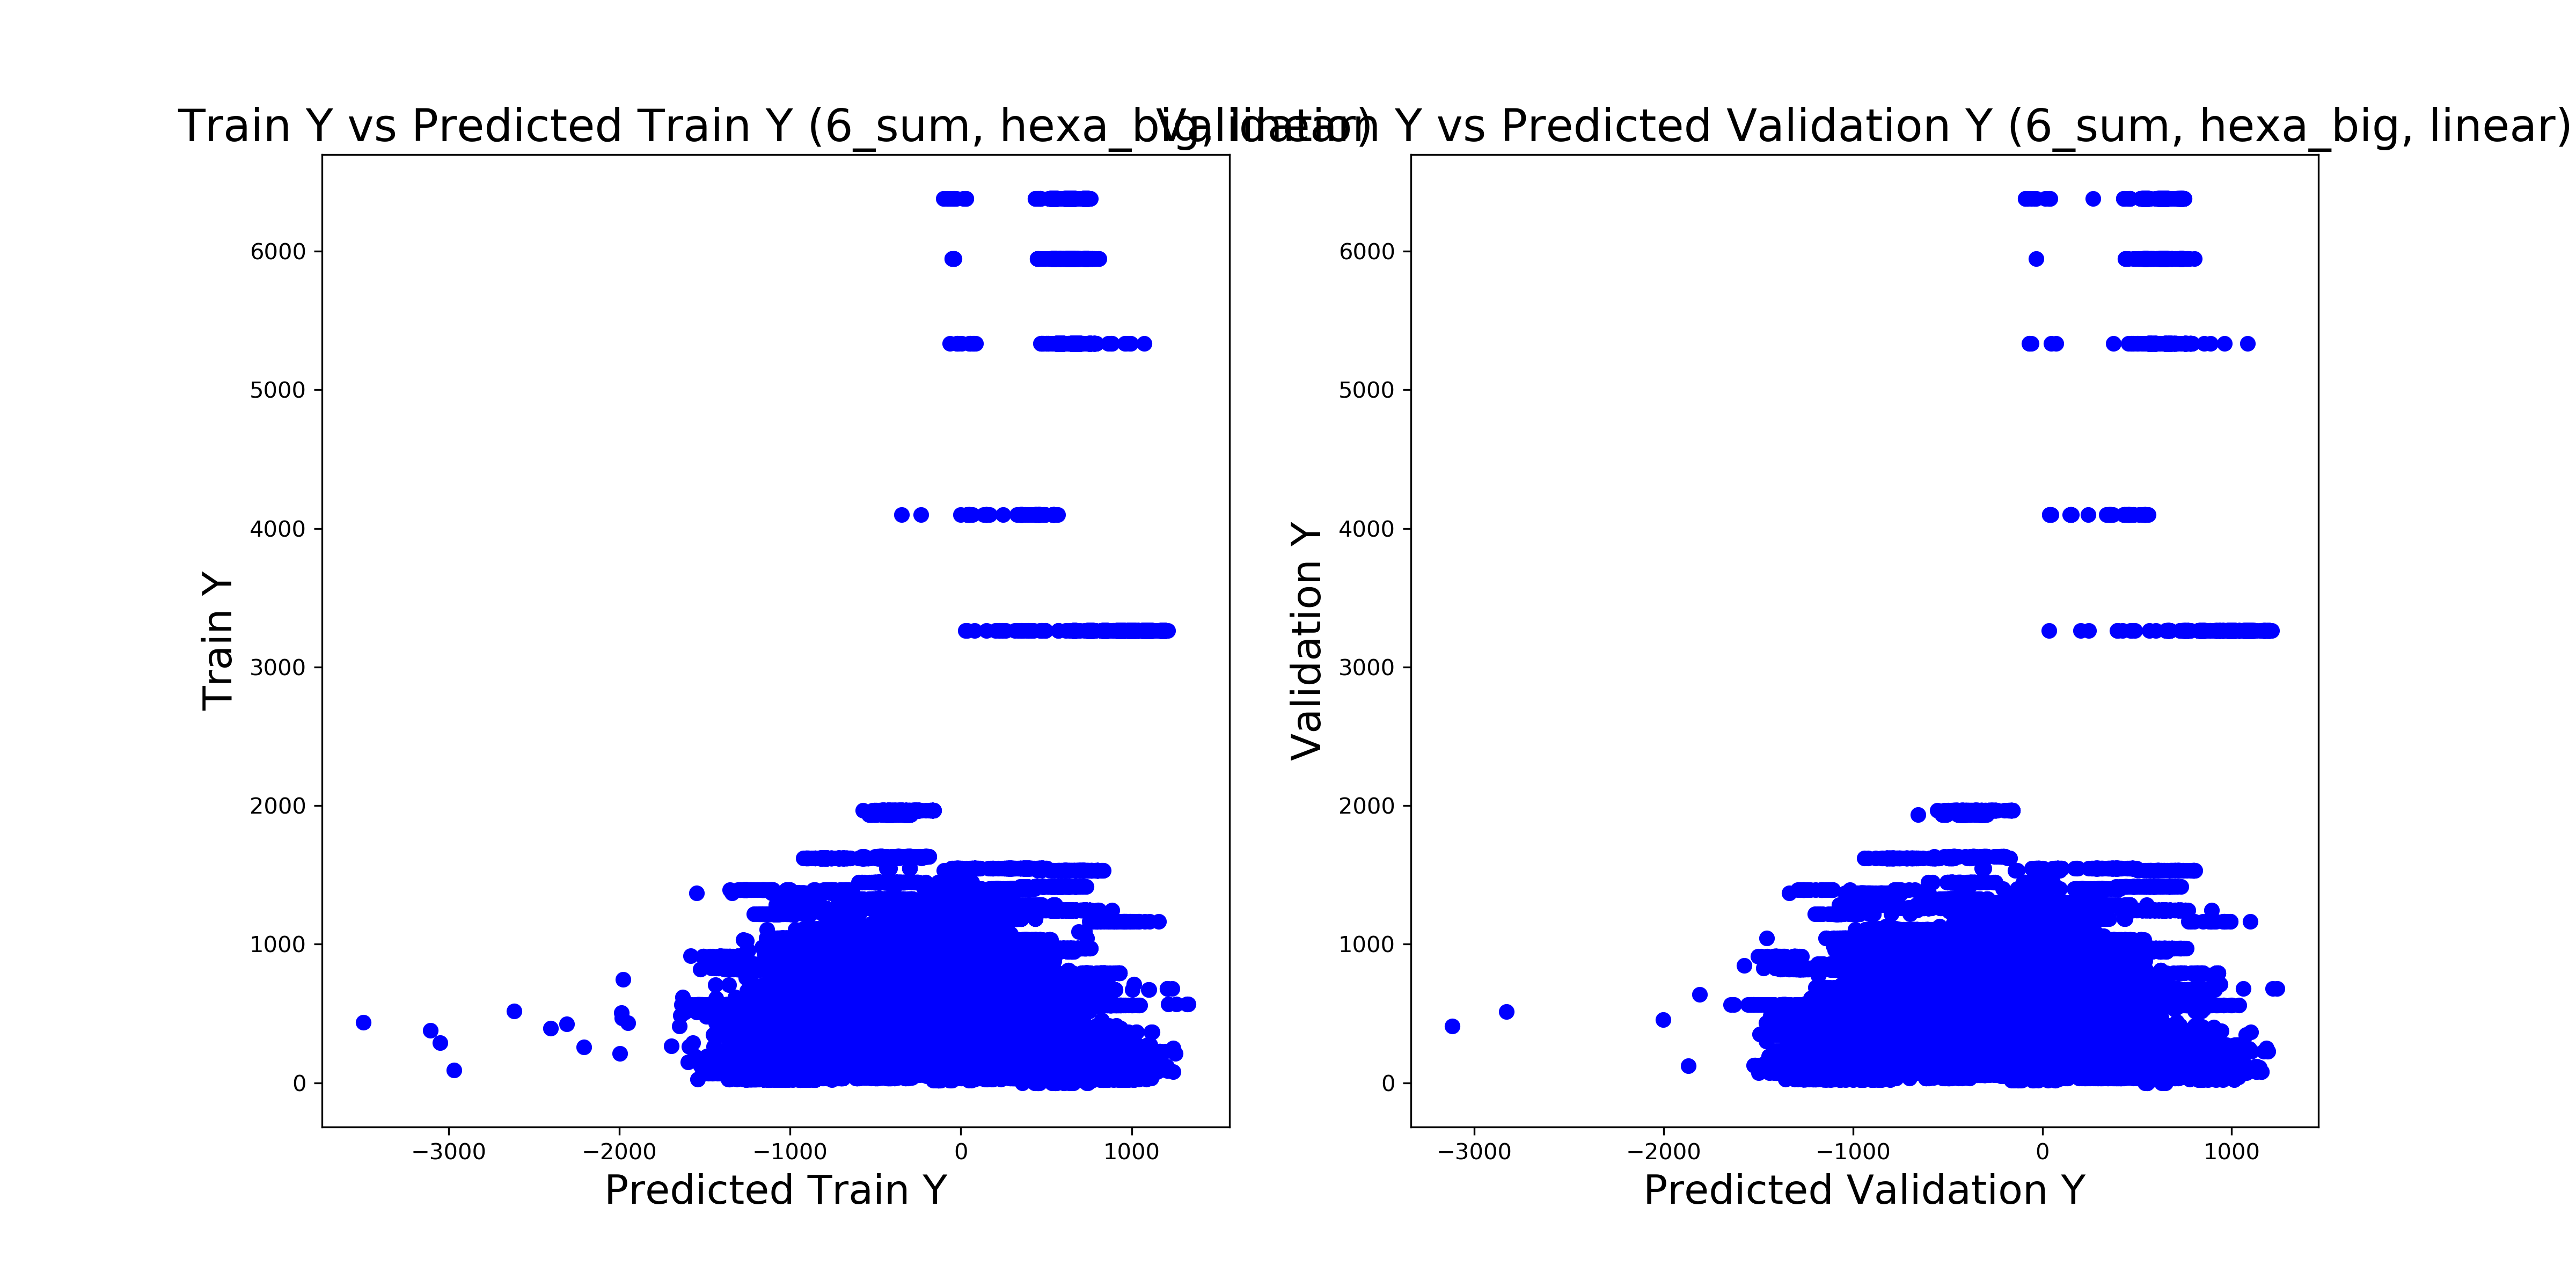 Train Y vs Predicted Train Y (6_sum, hexa_big, linear)
Validation Y vs Predicted Validation Y (6_sum, hexa_big, linear)
Train Y
6000
5000
4000
3000
2000
1000
0
−3000 −2000 −1000 0 1000
Predicted Train Y
Validation Y
6000
5000
4000
3000
2000
1000
0
−3000 −2000 −1000 0 1000
Predicted Validation Y